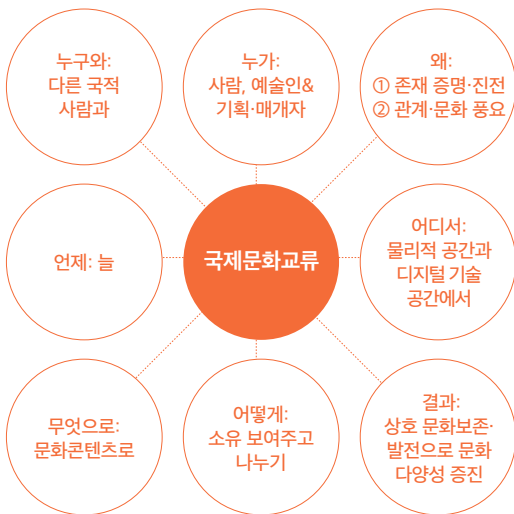 누구와:
다른 국적
사람과
누가:
사람, 예술인&
기획·매개자
왜:
① 존재 증명·진전
② 관계·문화 풍요
언제: 늘
국제문화교류
어디서:
물리적 공간과
디지털 기술
공간에서
무엇으로:
문화콘텐츠로
어떻게:
소유 보여주고
나누기
결과:
상호 문화보존·
발전으로 문화
다양성 증진